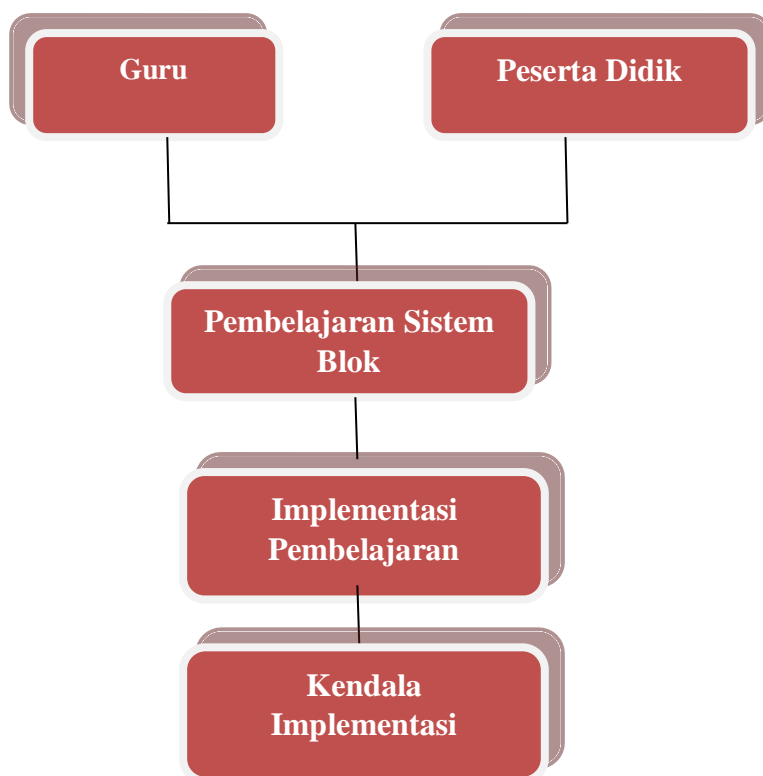 Guru
Peserta Didik
Pembelajaran Sistem
Blok
Implementasi
Pembelajaran
Kendala
Implementasi